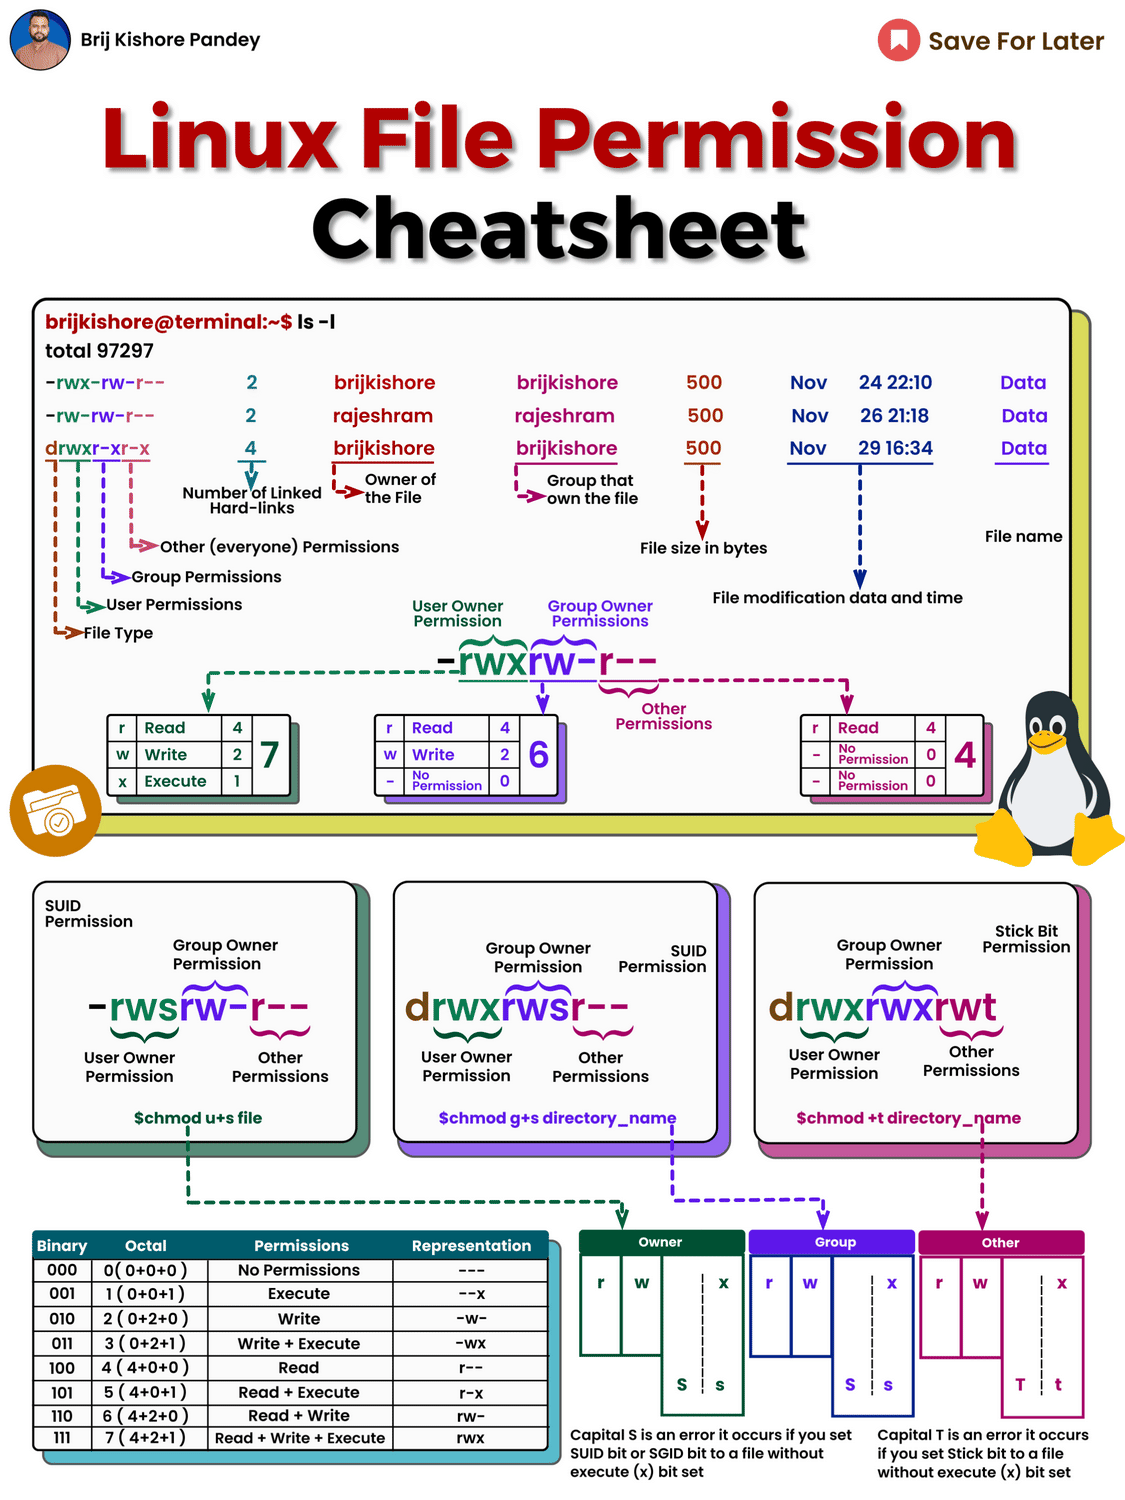 Brij Kishore Pandey
Save For Later
Linux File Permission
Cheatsheet
brijkishore@terminal:~$ ls -l
total 97297
-rwx-rw-r-- 2 brijkishore brijkishore 500 Nov 24 22:10 Data
-rw-rw-r-- 2 rajeshram rajeshram 500 Nov 26 21:18 Data
drwxr-xr-x 4 brijkishore brijkishore 500 Nov 29 16:34 Data
Number of Linked
Hard-links
Owner of
the File
Group that
own the file
File size in bytes
File name
File modification data and time
Other (everyone) Permissions
Group Permissions
User Permissions
File Type
User Owner
Permission
Group Owner
Permissions
-rwxrw-r--
Other
Permissions
r Read 4
w Write 2
x Execute 1
7
r Read 4
w Write 2
- No Permission 0
6
r Read 4
- No Permission 0
- No Permission 0
4
SUID
Permission
Group Owner
Permission
-rwsrw-r--
User Owner
Permission
Other
Permissions
$chmod u+s file
SUID
Permission
Group Owner
Permission
drwxrwsr--
User Owner
Permission
Other
Permissions
$chmod g+s directory_name
Stick Bit
Permission
Group Owner
Permission
drwxrwxrwt
User Owner
Permission
Other
Permissions
$chmod +t directory_name
Binary Octal Permissions Representation
000 0( 0+0+0 ) No Permissions ---
001 1 ( 0+0+1 ) Execute --x
010 2 ( 0+2+0 ) Write -w-
011 3 ( 0+2+1 ) Write + Execute -wx
100 4 ( 4+0+0 ) Read r--
101 5 ( 4+0+1 ) Read + Execute r-x
110 6 ( 4+2+0 ) Read + Write rw-
111 7 ( 4+2+1 ) Read + Write + Execute rwx
Owner
r w x
S s
Group
r w x
S s
Other
r w x
T t
Capital S is an error it occurs if you set
SUID bit or SGID bit to a file without
execute (x) bit set
Capital T is an error it occurs
if you set Stick bit to a file
without execute (x) bit set